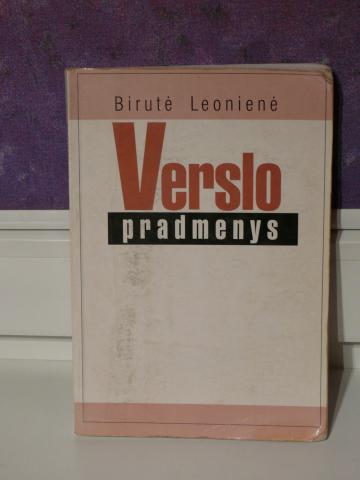 Birutė Leonienė
Verslo
pradmenys